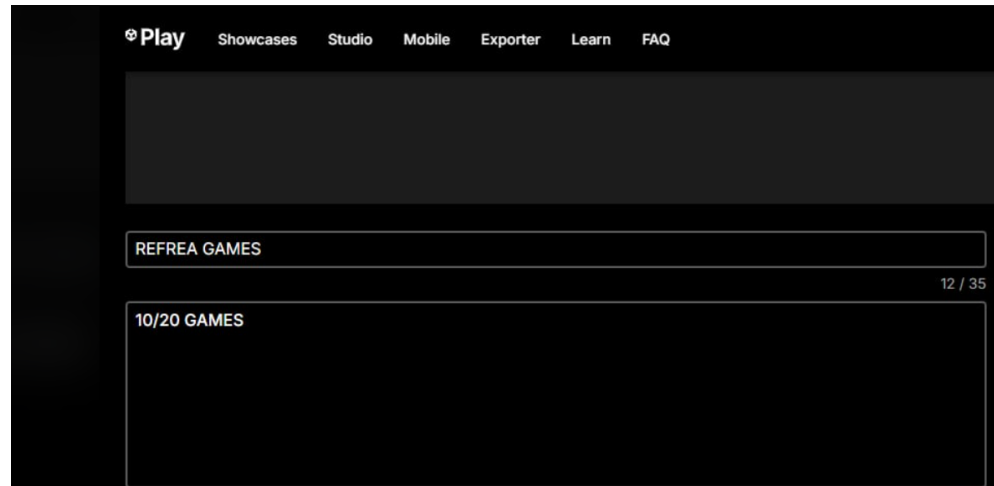 Play Showcases Studio Mobile Exporter Learn FAQ
REFREA GAMES
12 / 35
10/20 GAMES